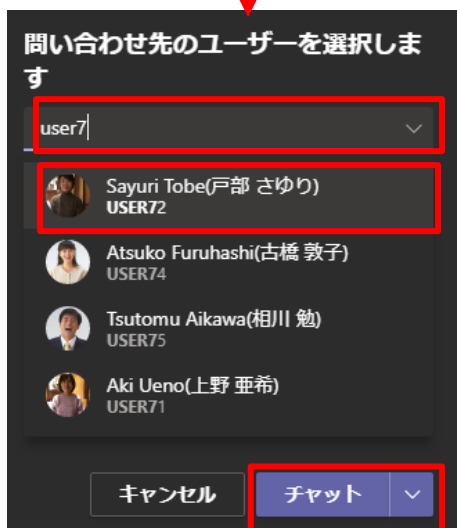 問い合わせ先のユーザーを選択しま
す
user7
Sayuri Tobe(戸部 さゆり)
USER72
Atsuko Furuhashi(古橋 敦子)
USER74
Tsutomu Aikawa(相川 勉)
USER75
Aki Ueno(上野 亜希)
USER71
キャンセル
チャット